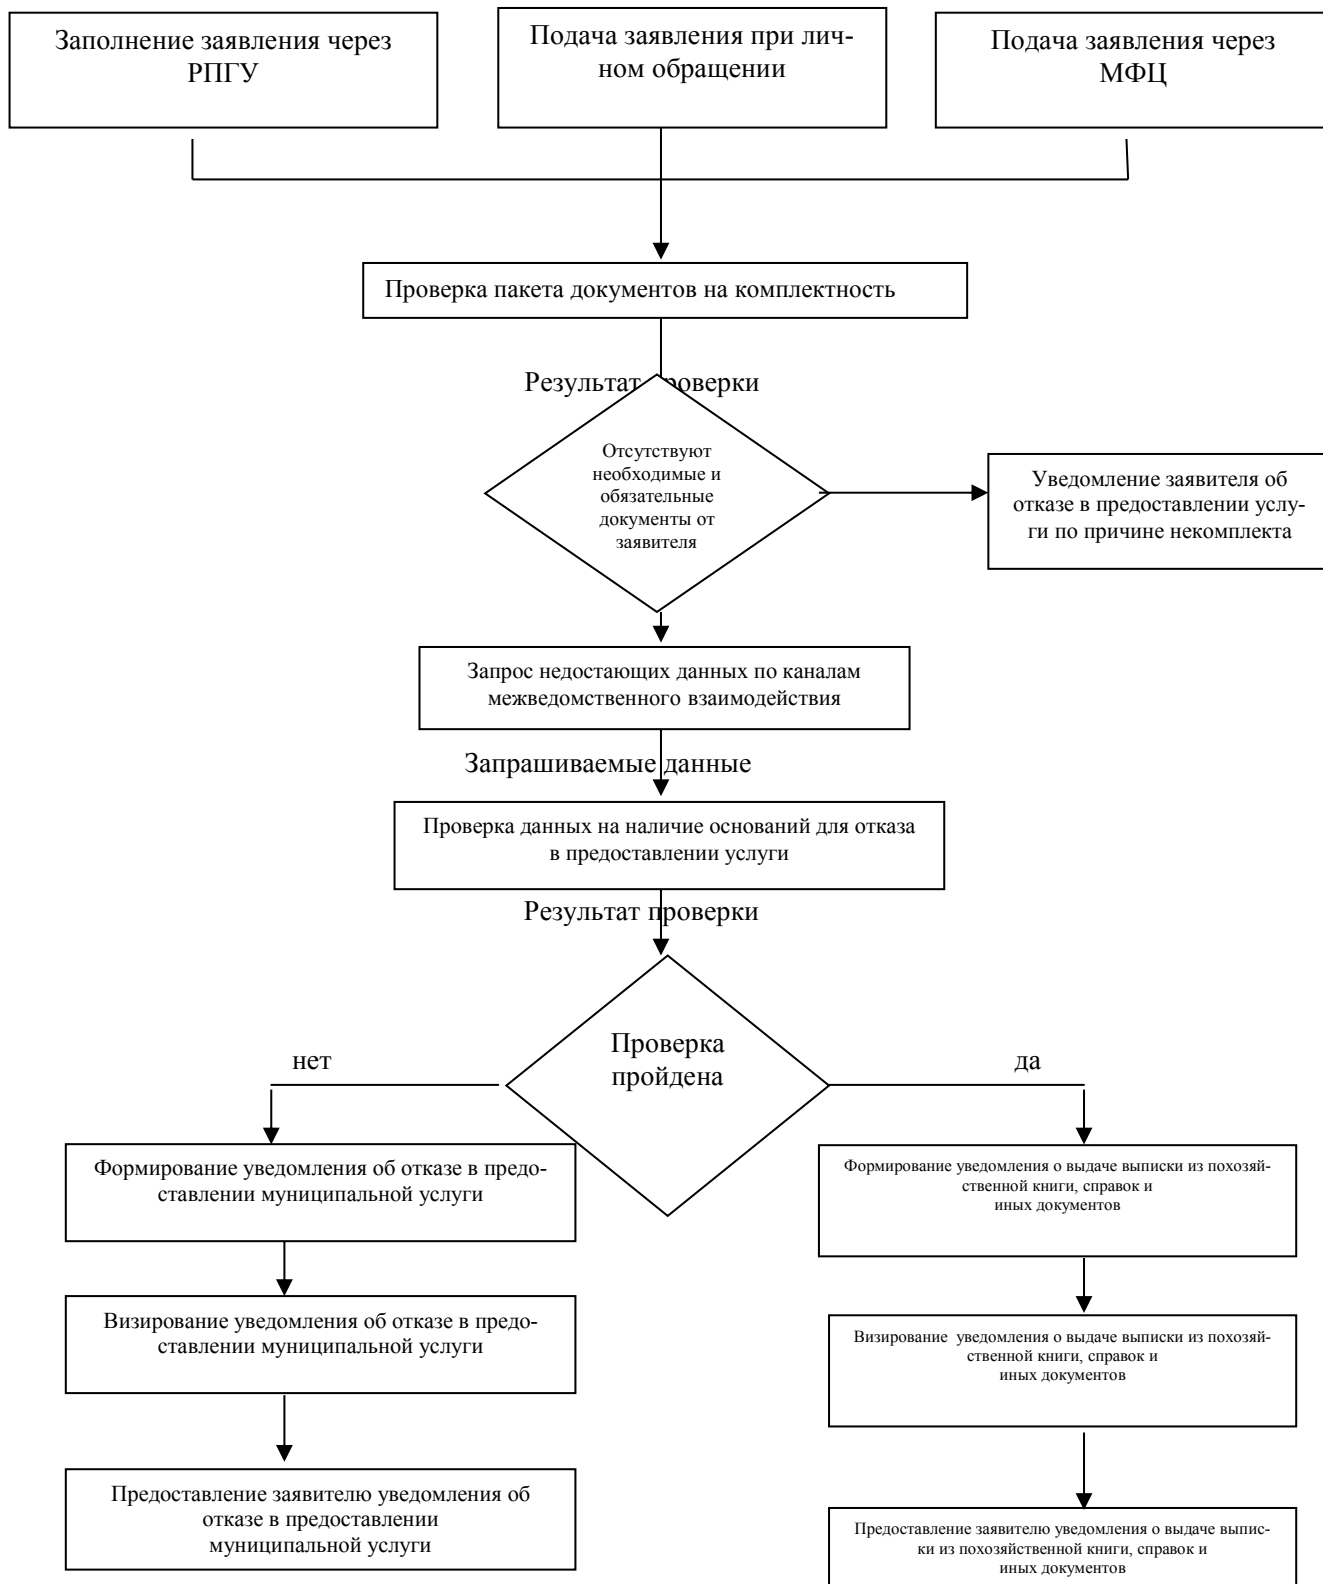 Заполнение заявления через
РПГУ
Подача заявления при лич-
ном обращении
Подача заявления через
МФЦ
Проверка пакета документов на комплектность
Результат проверки
Отсутствуют
необходимые и
обязательные
документы от
заявителя
Уведомление заявителя об
отказе в предоставлении услу-
ги по причине некомплекта
Запрос недостающих данных по каналам
межведомственного взаимодействия
Запрашиваемые данные
Проверка данных на наличие оснований для отказа
в предоставлении услуги
Результат проверки
Проверка
пройдена
нет
да
Формирование уведомления об отказе в предо-
ставлении муниципальной услуги
Формирование уведомления о выдаче выписки из похозяй-
ственной книги, справок и
иных документов
Визирование уведомления об отказе в предо-
ставлении муниципальной услуги
Визирование уведомления о выдаче выписки из похозяй-
ственной книги, справок и
иных документов
Предоставление заявителю уведомления об
отказе в предоставлении
муниципальной услуги
Предоставление заявителю уведомления о выдаче выпис-
ки из похозяйственной книги, справок и
иных документов